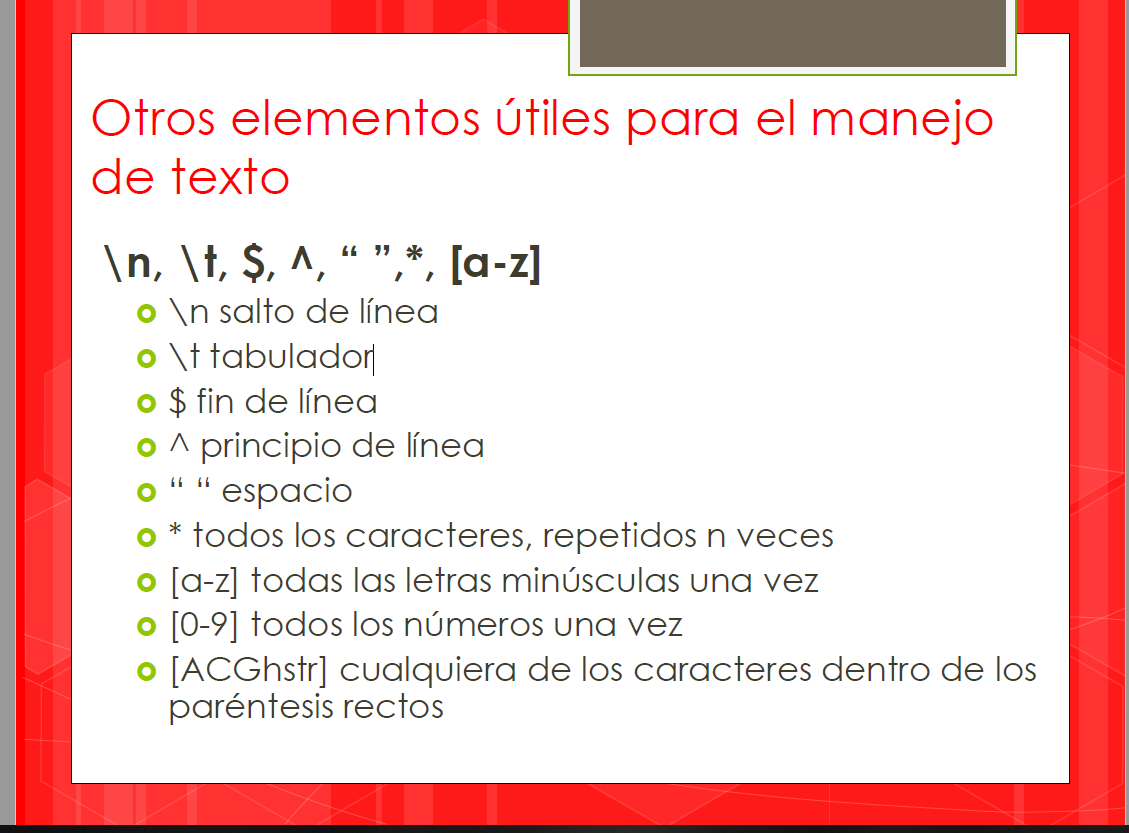 Otros elementos útiles para el manejo
de texto
\n, \t, $, ^, “ ”,*, [a-z]
\n salto de línea
\t tabulador
$ fin de línea
^ principio de línea
“ “ espacio
* todos los caracteres, repetidos n veces
[a-z] todas las letras minúsculas una vez
[0-9] todos los números una vez
[ACGhstr] cualquiera de los caracteres dentro de los
paréntesis rectos